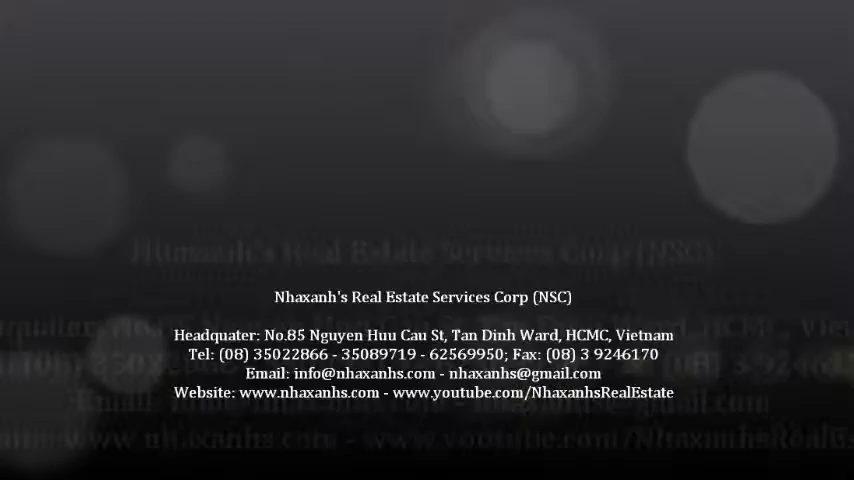 Nhaxanh's Real Estate Services Corp (NSC)
Headquater: No.85 Nguyen Huu Cau St, Tan Dinh Ward, HCMC, Vietnam
Tel: (08) 35022866 - 35089719 - 62569950; Fax: (08) 3 9246170
Email: info@nhaxanhs.com - nhaxanhs@gmail.com
Website: www.nhaxanhs.com - www.youtube.com/NhaxanhsRealEstate